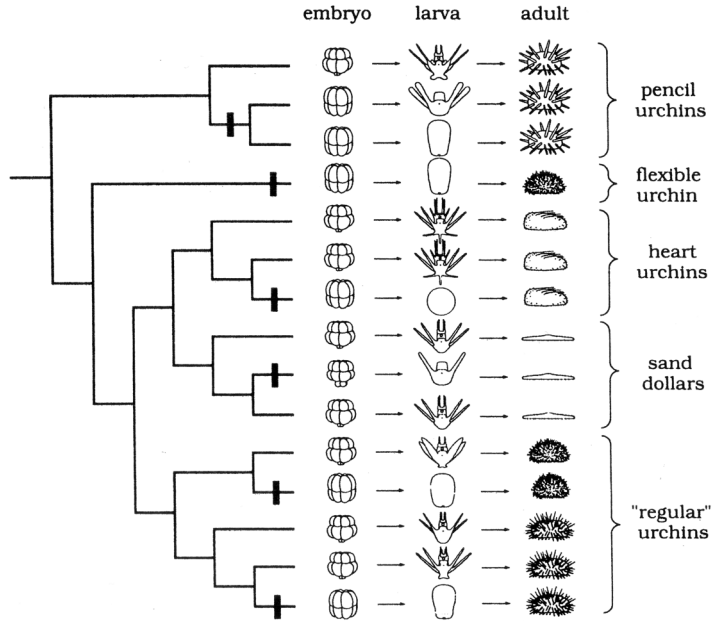 embryo larva adult
pencil
urchins
flexible
urchin
heart
urchins
sand
dollars
"regular"
urchins